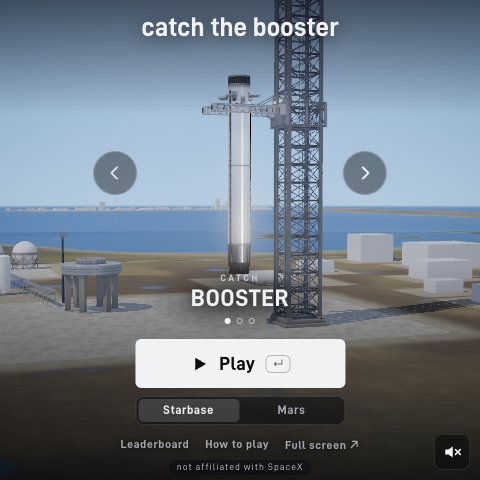 catch the booster
CATCH
BOOSTER
Play
Starbase Mars
Leaderboard How to play Full screen ↗
not affiliated with SpaceX